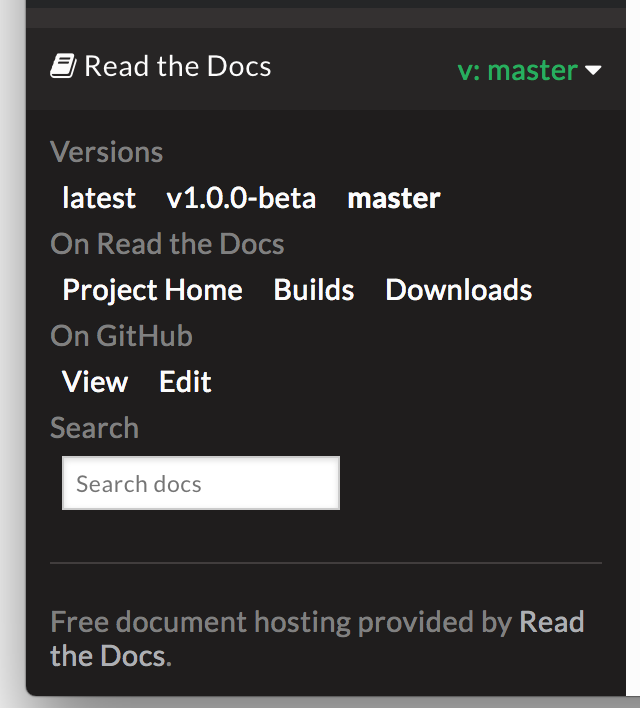 Read the Docs v: master
Versions
latest v1.0.0-beta master
On Read the Docs
Project Home Builds Downloads
On GitHub
View Edit
Search
Search docs
Free document hosting provided by Read
the Docs.